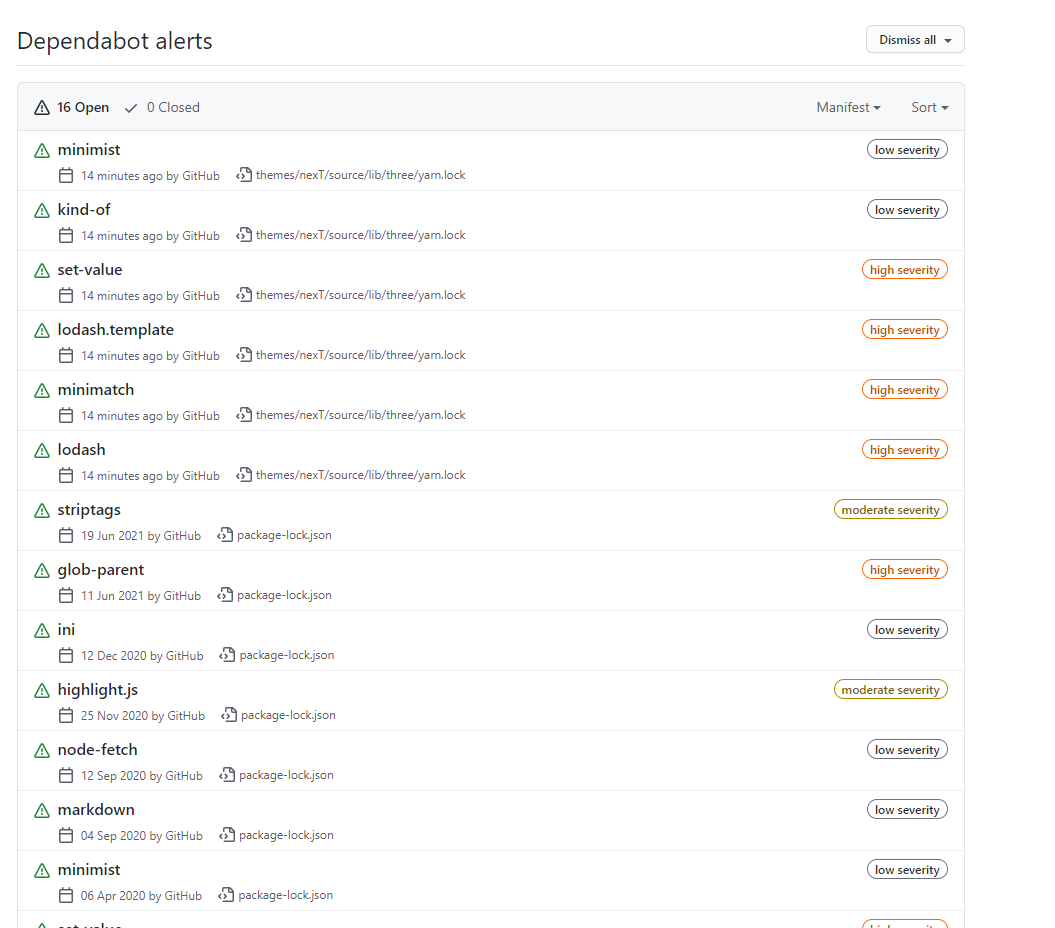 Dependabot alerts
Dismiss all
16 Open 0 Closed Manifest Sort
minimist low severity
14 minutes ago by GitHub themes/nexT/source/lib/three/yarn.lock
kind-of low severity
14 minutes ago by GitHub themes/nexT/source/lib/three/yarn.lock
set-value high severity
14 minutes ago by GitHub themes/nexT/source/lib/three/yarn.lock
lodash.template high severity
14 minutes ago by GitHub themes/nexT/source/lib/three/yarn.lock
minimatch high severity
14 minutes ago by GitHub themes/nexT/source/lib/three/yarn.lock
lodash high severity
14 minutes ago by GitHub themes/nexT/source/lib/three/yarn.lock
striptags moderate severity
19 Jun 2021 by GitHub package-lock.json
glob-parent high severity
11 Jun 2021 by GitHub package-lock.json
ini low severity
12 Dec 2020 by GitHub package-lock.json
highlight.js moderate severity
25 Nov 2020 by GitHub package-lock.json
node-fetch low severity
12 Sep 2020 by GitHub package-lock.json
markdown low severity
04 Sep 2020 by GitHub package-lock.json
minimist low severity
06 Apr 2020 by GitHub package-lock.json